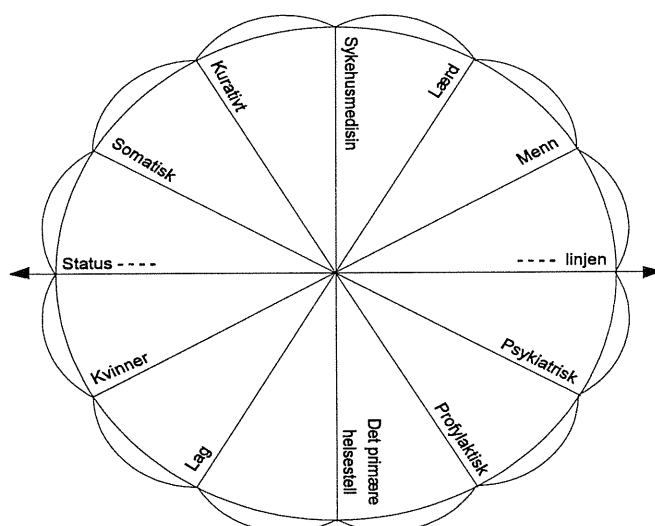 Sykehusmedisin
Kurativt
Lærd
Somatisk
Menn
Status ----
---- linjen
Kvinner
Psykiatrisk
Lag
Det primære
helsestell
Profylaktisk